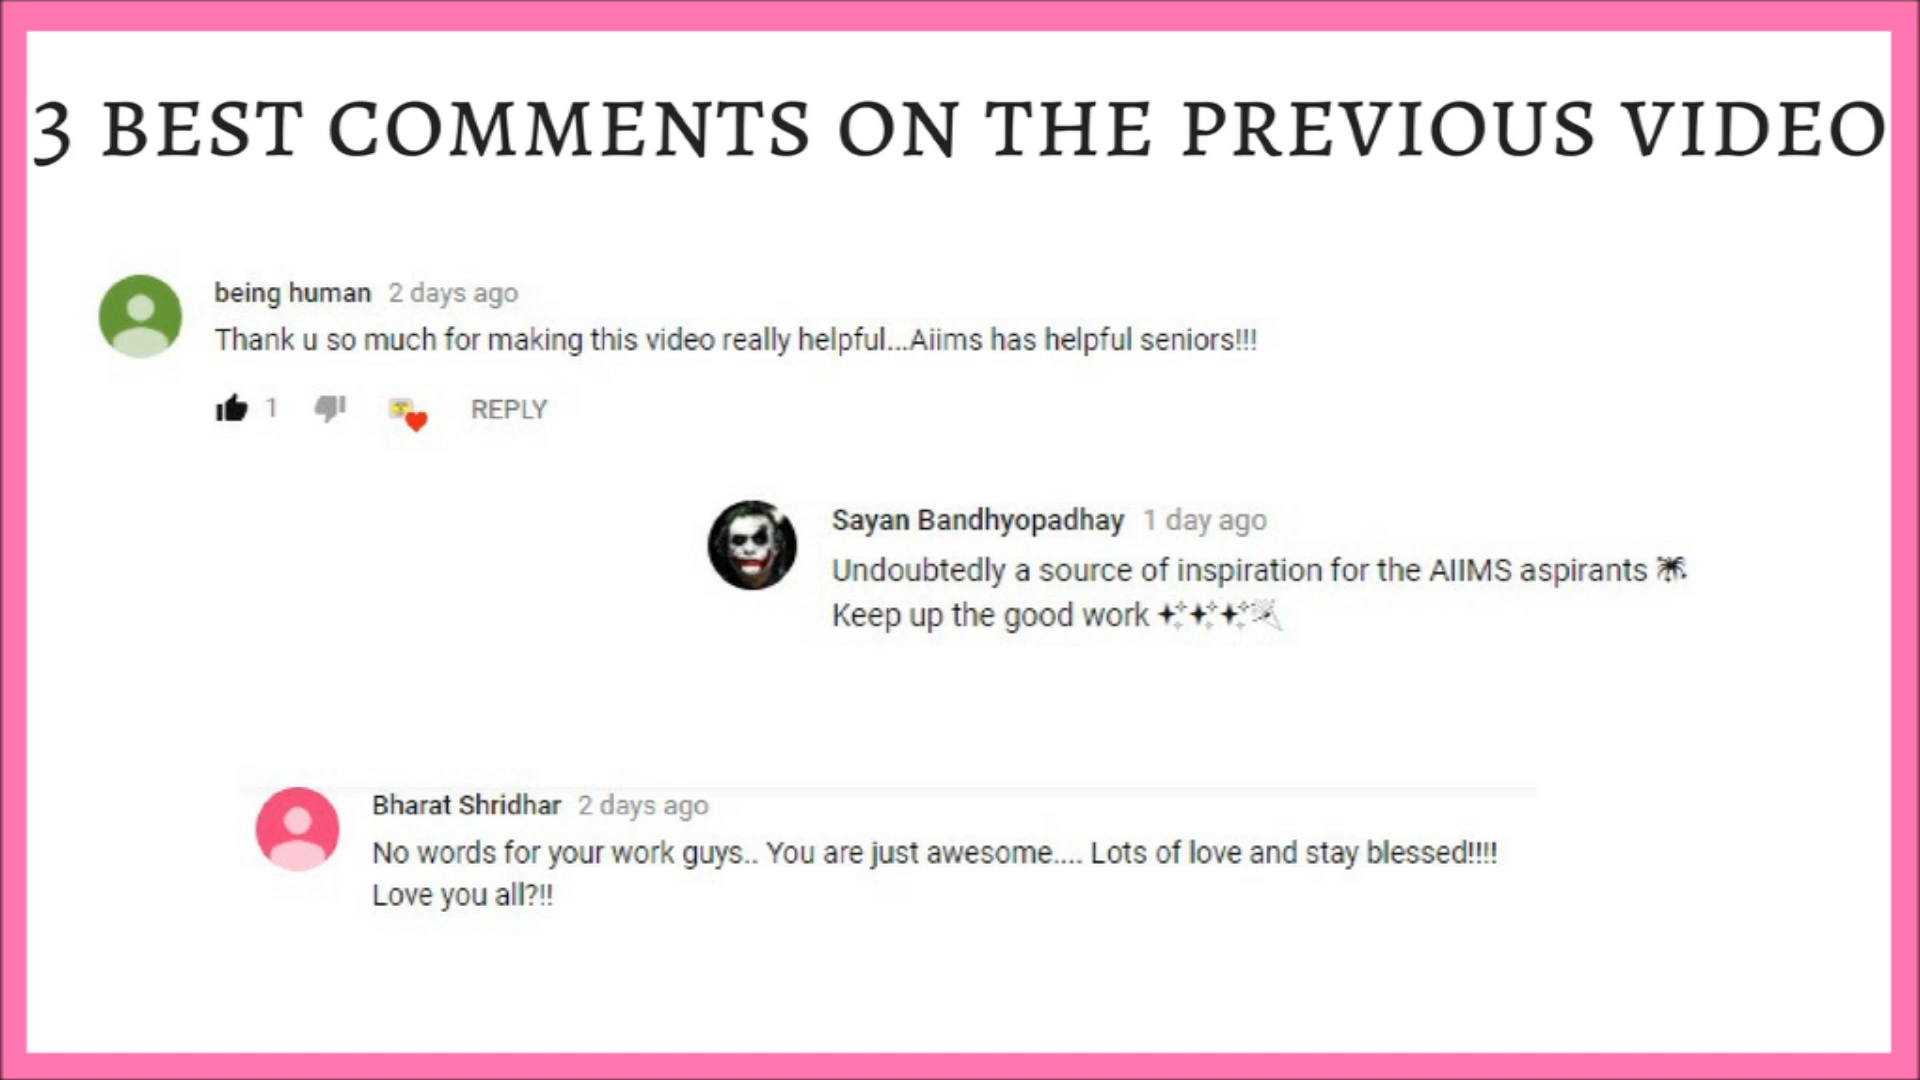 3 BEST COMMENTS ON THE PREVIOUS VIDEO
being human 2 days ago
Thank u so much for making this video really helpful...Aiims has helpful seniors!!!
1 REPLY
Sayan Bandhyopadhay 1 day ago
Undoubtedly a source of inspiration for the AIIMS aspirants
Keep up the good work
Bharat Shridhar 2 days ago
No words for your work guys.. You are just awesome.... Lots of love and stay blessed!!!!
Love you all?!!